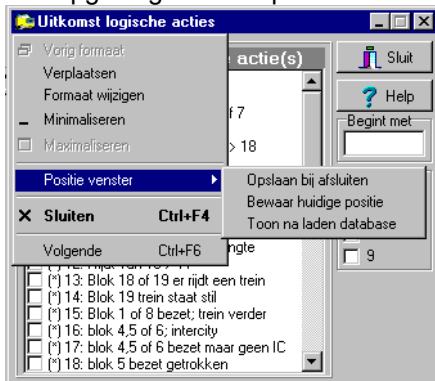 Uitkomst logische acties
Vorig formaat
Verplaatsen
Formaat wijzigen
Minimaliseren
Maximaliseren
Positie venster
Sluiten Ctrl+F4
Volgende Ctrl+F6
Opslaan bij afsluiten
Bewaar huidige positie
Toon na laden database
actie(s)
f 7
> 18
ngte
(*) 13: Blok 18 of 19 er rijdt een trein
(*) 14: Blok 19 trein staat stil
(*) 15: Blok 1 of 8 bezet; trein verder
(*) 16: blok 4,5 of 6; intercity
(*) 17: blok 4,5 of 6 bezet maar geen IC
(*) 18: blok 5 bezet getrokken
Sluit
Help
Begint met
9